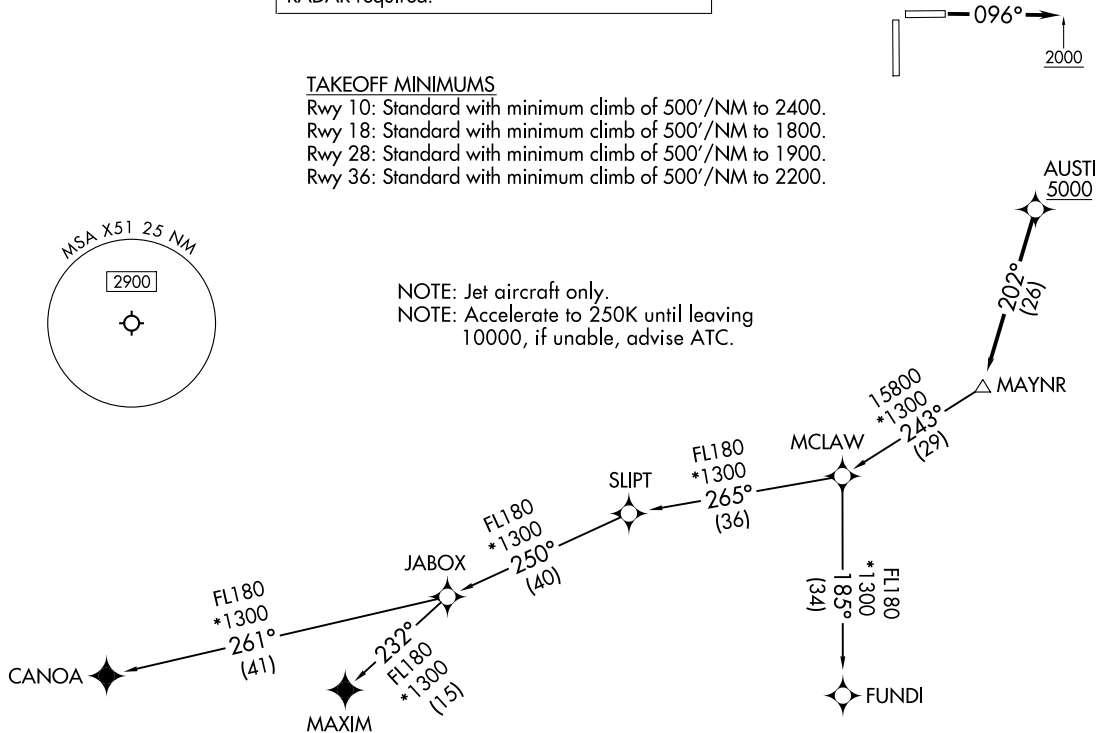 RADAR required.
096°
2000
TAKEOFF MINIMUMS
Rwy 10: Standard with minimum climb of 500'/NM to 2400.
Rwy 18: Standard with minimum climb of 500'/NM to 1800.
Rwy 28: Standard with minimum climb of 500'/NM to 1900.
Rwy 36: Standard with minimum climb of 500'/NM to 2200.
AUSTI
5000
MSA X51 25 NM
2900
NOTE: Jet aircraft only.
NOTE: Accelerate to 250K until leaving
10000, if unable, advise ATC.
202°
(26)
MAYNR
15800
*1300
243°
(29)
MCLAW
FL180
*1300
265°
(36)
SLIPT
FL180
*1300
250°
(40)
JABOX
FL180
*1300
185°
(34)
FL180
*1300
261°
(41)
CANOA
232°
FL180
*1300
(15)
MAXIM
FUNDI